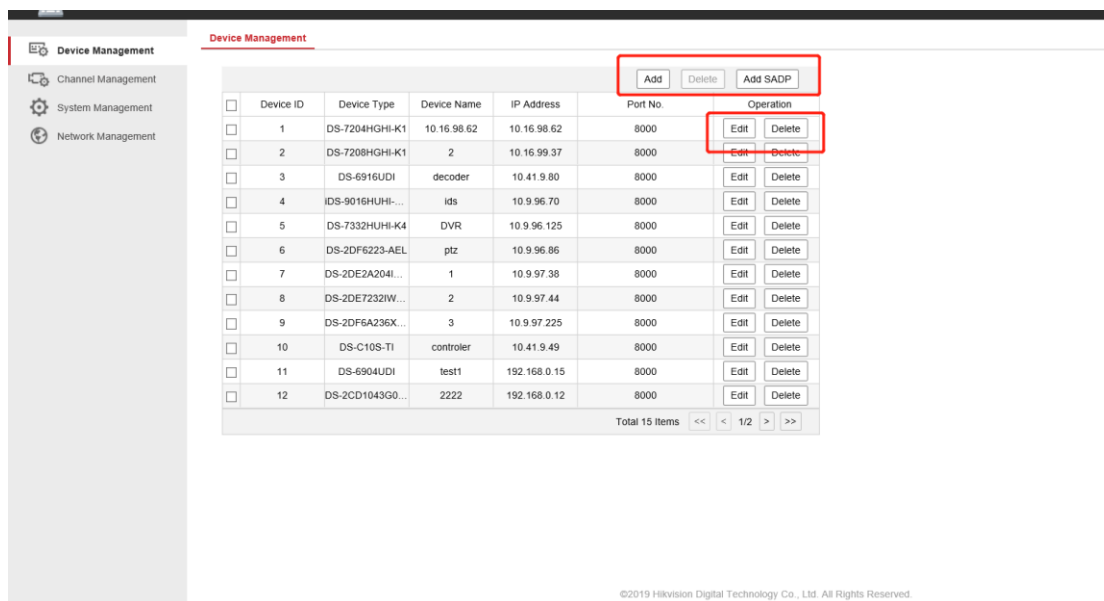 Device Management
Channel Management
System Management
Network Management
Device Management
Add Delete Add SADP
Device ID Device Type Device Name IP Address Port No. Operation
1 DS-7204HGHI-K1 10.16.98.62 10.16.98.62 8000 Edit Delete
2 DS-7208HGHI-K1 2 10.16.99.37 8000 Edit Delete
3 DS-6916UDI decoder 10.41.9.80 8000 Edit Delete
4 iDS-9016HUHI-... ids 10.9.96.70 8000 Edit Delete
5 DS-7332HUHI-K4 DVR 10.9.96.125 8000 Edit Delete
6 DS-2DF6223-AEL ptz 10.9.96.86 8000 Edit Delete
7 DS-2DE2A204I... 1 10.9.97.38 8000 Edit Delete
8 DS-2DE7232IW... 2 10.9.97.44 8000 Edit Delete
9 DS-2DF6A236X... 3 10.9.97.225 8000 Edit Delete
10 DS-C10S-TI controler 10.41.9.49 8000 Edit Delete
11 DS-6904UDI test1 192.168.0.15 8000 Edit Delete
12 DS-2CD1043G0... 2222 192.168.0.12 8000 Edit Delete
Total 15 Items << < 1/2 > >>
©2019 Hikvision Digital Technology Co., Ltd. All Rights Reserved.